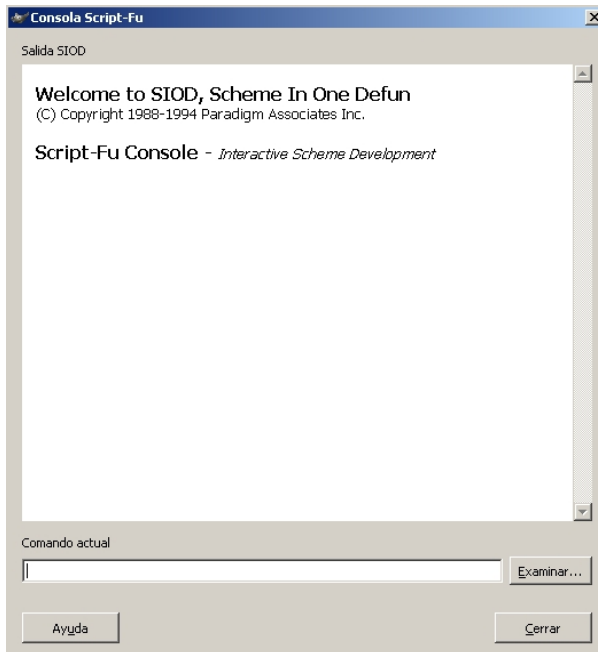 Consola Script-Fu
Salida SIOD
Welcome to SIOD, Scheme In One Defun
(C) Copyright 1988-1994 Paradigm Associates Inc.
Script-Fu Console - Interactive Scheme Development
Comando actual
Examinar...
Ayuda
Cerrar